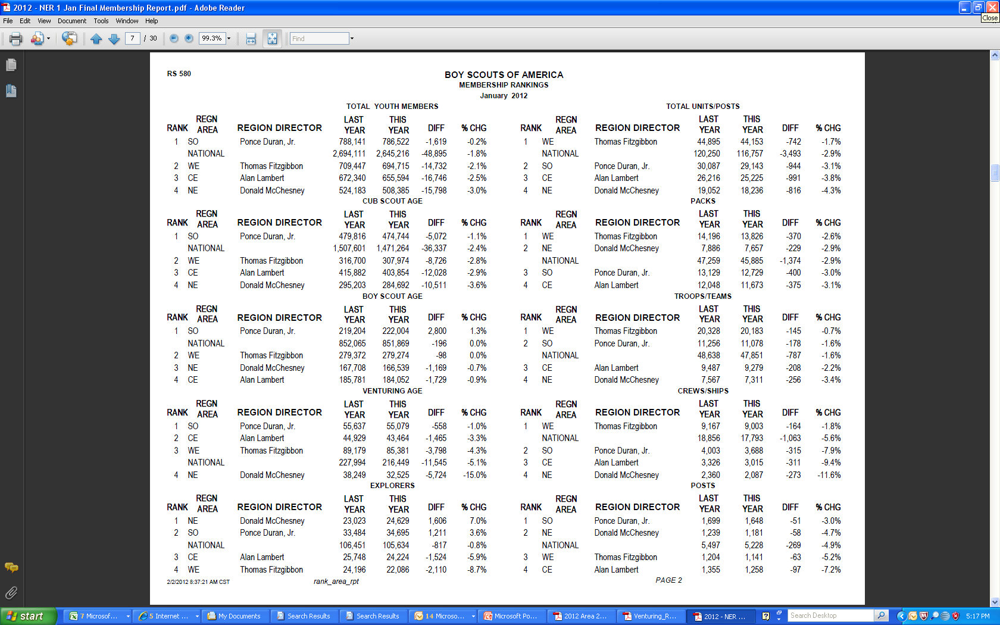 2012 - NER 1 Jan Final Membership Report.pdf - Adobe Reader
Close
File Edit View Document Tools Window Help
7 / 30 99.3% Find
RS 580
BOY SCOUTS OF AMERICA
MEMBERSHIP RANKINGS
January 2012
TOTAL YOUTH MEMBERS
RANK REGN AREA REGION DIRECTOR LAST YEAR THIS YEAR DIFF % CHG
1 SO Ponce Duran, Jr. 788,141 786,522 -1,619 -0.2%
NATIONAL 2,694,111 2,645,216 -48,895 -1.8%
2 WE Thomas Fitzgibbon 709,447 694,715 -14,732 -2.1%
3 CE Alan Lambert 672,340 655,594 -16,746 -2.5%
4 NE Donald McChesney 524,183 508,385 -15,798 -3.0%
CUB SCOUT AGE
RANK REGN AREA REGION DIRECTOR LAST YEAR THIS YEAR DIFF % CHG
1 SO Ponce Duran, Jr. 479,816 474,744 -5,072 -1.1%
NATIONAL 1,507,601 1,471,264 -36,337 -2.4%
2 WE Thomas Fitzgibbon 316,700 307,974 -8,726 -2.8%
3 CE Alan Lambert 415,882 403,854 -12,028 -2.9%
4 NE Donald McChesney 295,203 284,692 -10,511 -3.6%
BOY SCOUT AGE
RANK REGN AREA REGION DIRECTOR LAST YEAR THIS YEAR DIFF % CHG
1 SO Ponce Duran, Jr. 219,204 222,004 2,800 1.3%
NATIONAL 852,065 851,869 -196 0.0%
2 WE Thomas Fitzgibbon 279,372 279,274 -98 0.0%
3 NE Donald McChesney 167,708 166,539 -1,169 -0.7%
4 CE Alan Lambert 185,781 184,052 -1,729 -0.9%
VENTURING AGE
RANK REGN AREA REGION DIRECTOR LAST YEAR THIS YEAR DIFF % CHG
1 SO Ponce Duran, Jr. 55,637 55,079 -558 -1.0%
2 CE Alan Lambert 44,929 43,464 -1,465 -3.3%
3 WE Thomas Fitzgibbon 89,179 85,381 -3,798 -4.3%
NATIONAL 227,994 216,449 -11,545 -5.1%
4 NE Donald McChesney 38,249 32,525 -5,724 -15.0%
EXPLORERS
RANK REGN AREA REGION DIRECTOR LAST YEAR THIS YEAR DIFF % CHG
1 NE Donald McChesney 23,023 24,629 1,606 7.0%
2 SO Ponce Duran, Jr. 33,484 34,695 1,211 3.6%
NATIONAL 106,451 105,634 -817 -0.8%
3 CE Alan Lambert 25,748 24,224 -1,524 -5.9%
4 WE Thomas Fitzgibbon 24,196 22,086 -2,110 -8.7%
TOTAL UNITS/POSTS
RANK REGN AREA REGION DIRECTOR LAST YEAR THIS YEAR DIFF % CHG
1 WE Thomas Fitzgibbon 44,895 44,153 -742 -1.7%
NATIONAL 120,250 116,757 -3,493 -2.9%
2 SO Ponce Duran, Jr. 30,087 29,143 -944 -3.1%
3 CE Alan Lambert 26,216 25,225 -991 -3.8%
4 NE Donald McChesney 19,052 18,236 -816 -4.3%
PACKS
RANK REGN AREA REGION DIRECTOR LAST YEAR THIS YEAR DIFF % CHG
1 WE Thomas Fitzgibbon 14,196 13,826 -370 -2.6%
2 NE Donald McChesney 7,886 7,657 -229 -2.9%
NATIONAL 47,259 45,885 -1,374 -2.9%
3 SO Ponce Duran, Jr. 13,129 12,729 -400 -3.0%
4 CE Alan Lambert 12,048 11,673 -375 -3.1%
TROOPS/TEAMS
RANK REGN AREA REGION DIRECTOR LAST YEAR THIS YEAR DIFF % CHG
1 WE Thomas Fitzgibbon 20,328 20,183 -145 -0.7%
2 SO Ponce Duran, Jr. 11,256 11,078 -178 -1.6%
NATIONAL 48,638 47,851 -787 -1.6%
3 CE Alan Lambert 9,487 9,279 -208 -2.2%
4 NE Donald McChesney 7,567 7,311 -256 -3.4%
CREWS/SHIPS
RANK REGN AREA REGION DIRECTOR LAST YEAR THIS YEAR DIFF % CHG
1 WE Thomas Fitzgibbon 9,167 9,003 -164 -1.8%
NATIONAL 18,856 17,793 -1,063 -5.6%
2 SO Ponce Duran, Jr. 4,003 3,688 -315 -7.9%
3 CE Alan Lambert 3,326 3,015 -311 -9.4%
4 NE Donald McChesney 2,360 2,087 -273 -11.6%
POSTS
RANK REGN AREA REGION DIRECTOR LAST YEAR THIS YEAR DIFF % CHG
1 SO Ponce Duran, Jr. 1,699 1,648 -51 -3.0%
2 NE Donald McChesney 1,239 1,181 -58 -4.7%
NATIONAL 5,497 5,228 -269 -4.9%
3 WE Thomas Fitzgibbon 1,204 1,141 -63 -5.2%
4 CE Alan Lambert 1,355 1,258 -97 -7.2%
2/2/2012 8:37:21 AM CST rank_area_rpt PAGE 2
start 7 Microsof... 5 Internet ... My Documents Search Results Search Results 14 Microso... Microsoft Po... 2012 Area 2... Venturing_R... 2012 - NER ... Search Desktop 5:17 PM